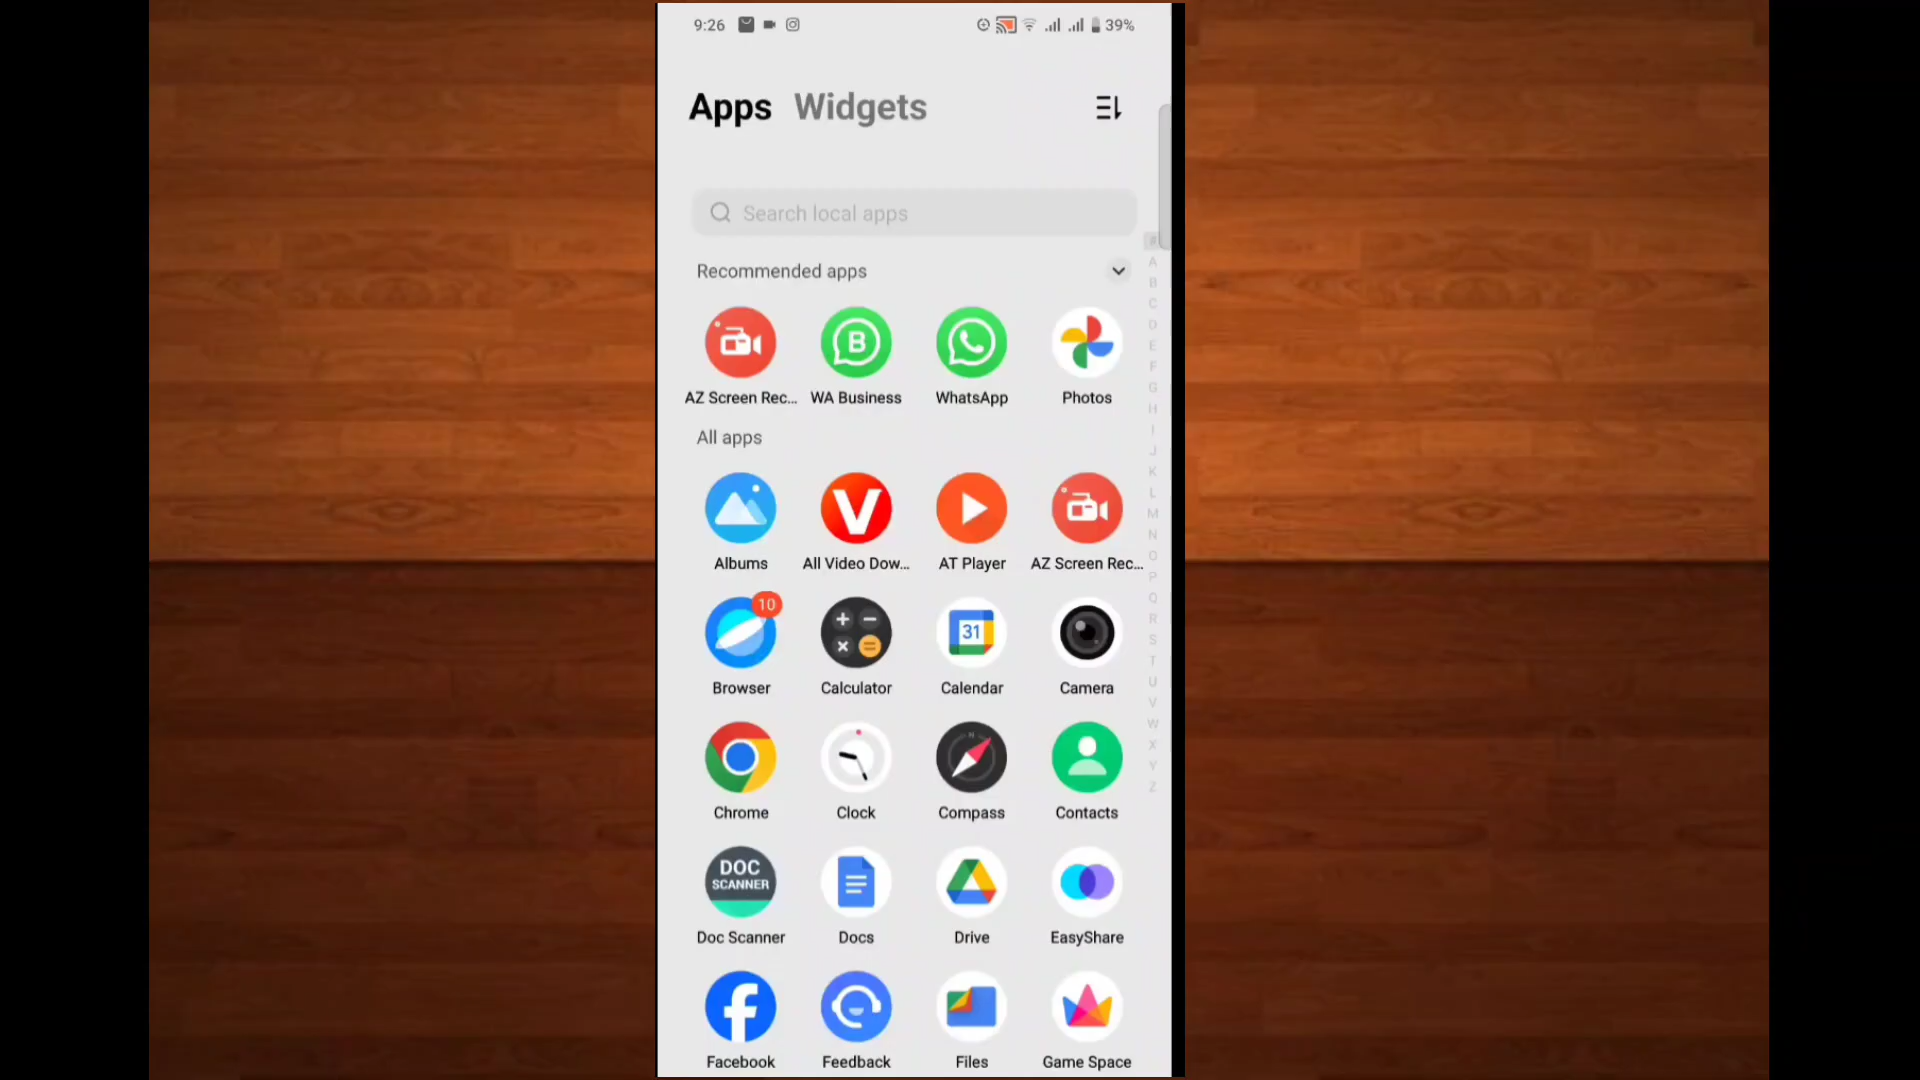 9:26 39%
Apps Widgets
Search local apps
Recommended apps
AZ Screen Rec... WA Business WhatsApp Photos
B
All apps
V
Albums All Video Dow... AT Player AZ Screen Rec...
10
31
Browser Calculator Calendar Camera
N
Chrome Clock Compass Contacts
DOC
SCANNER
Doc Scanner Docs Drive EasyShare
Facebook Feedback Files Game Space
#
A
B
C
D
E
F
G
H
I
J
K
L
M
N
O
P
Q
R
S
T
U
V
W
X
Y
Z